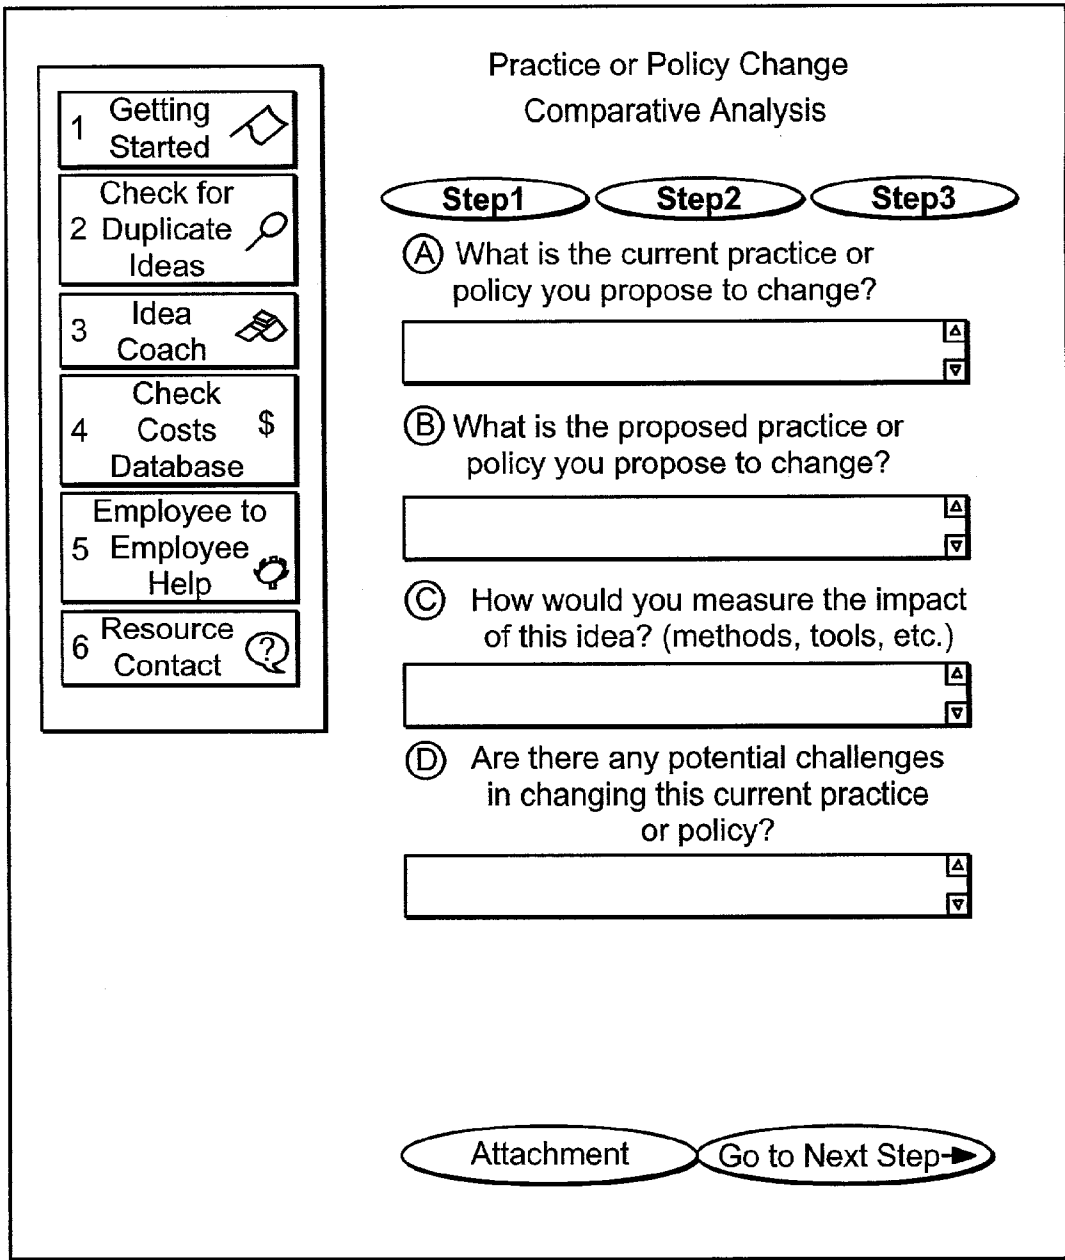 Practice or Policy Change
Comparative Analysis
1 Getting
Started
2 Check for
Duplicate
Ideas
3 Idea
Coach
4 Check
Costs $
Database
5 Employee to
Employee
Help
6 Resource
Contact ?
Step1 Step2 Step3
A What is the current practice or
policy you propose to change?
B What is the proposed practice or
policy you propose to change?
C How would you measure the impact
of this idea? (methods, tools, etc.)
D Are there any potential challenges
in changing this current practice
or policy?
Attachment Go to Next Step